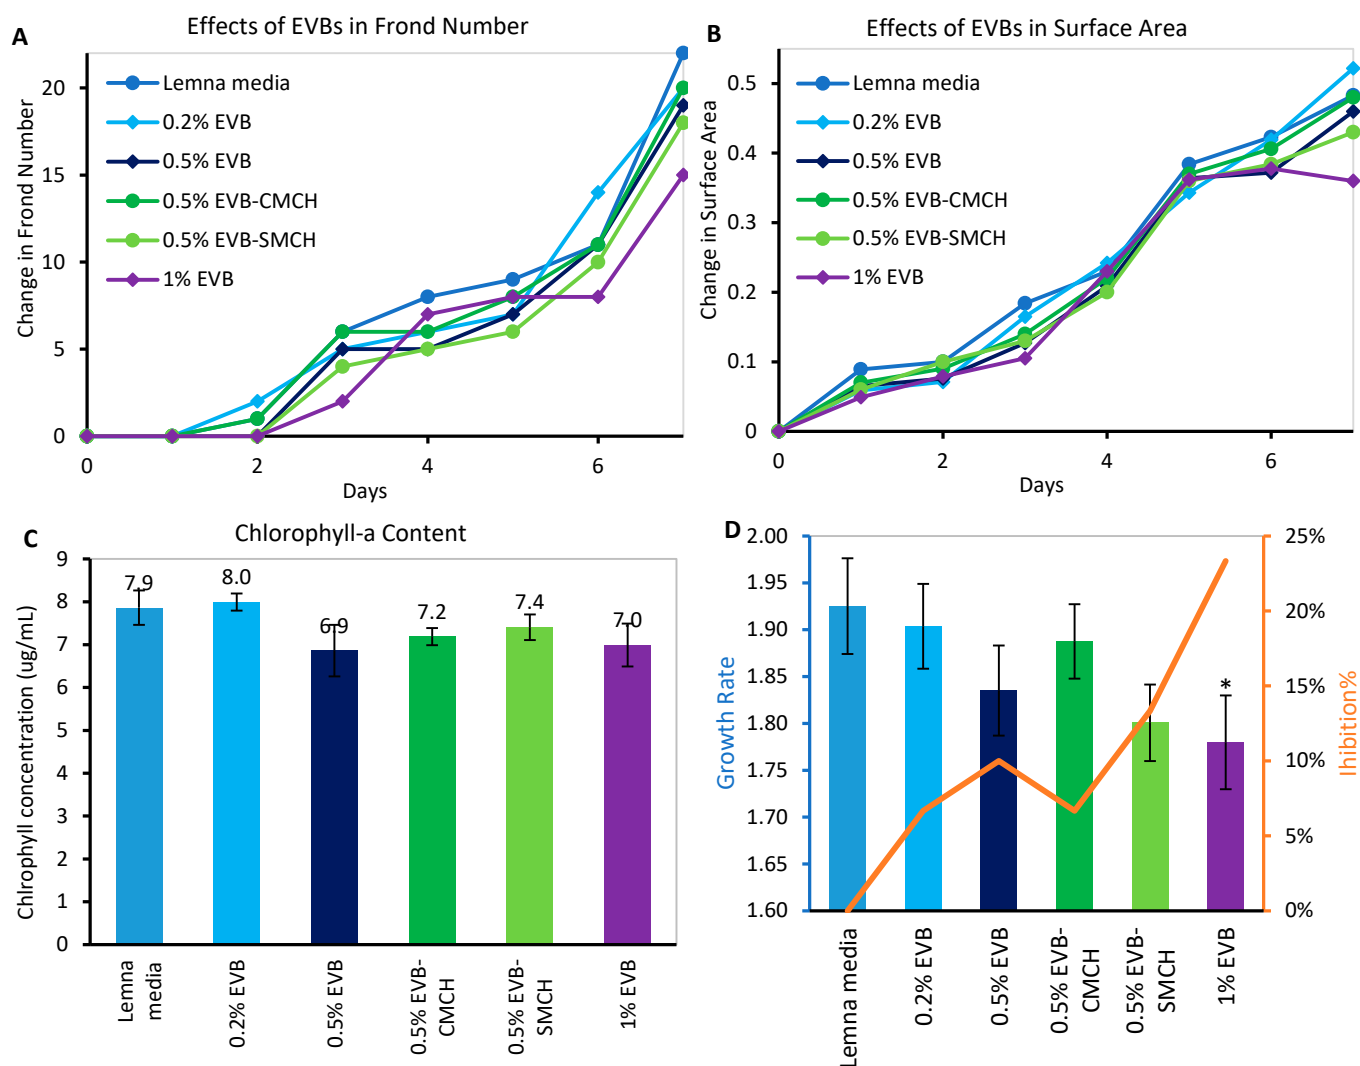 A
Effects of EVBs in Frond Number
Change in Frond Number
20
15
10
5
0
Lemna media
0.2% EVB
0.5% EVB
0.5% EVB-CMCH
0.5% EVB-SMCH
1% EVB
0 2 4 6
Days
B
Effects of EVBs in Surface Area
Change in Surface Area
0.5
0.4
0.3
0.2
0.1
0
Lemna media
0.2% EVB
0.5% EVB
0.5% EVB-CMCH
0.5% EVB-SMCH
1% EVB
0 2 4 6
Days
C
Chlorophyll-a Content
Chlrophyll concentration (ug/mL)
9
8
7
6
5
4
3
2
1
0
7.9 8.0 6.9 7.2 7.4 7.0
Lemna
media
0.2% EVB
0.5% EVB
0.5% EVB-
CMCH
0.5% EVB-
SMCH
1% EVB
D
Growth Rate
2.00
1.95
1.90
1.85
1.80
1.75
1.70
1.65
1.60
*
25%
20%
15%
10%
5%
0%
Ihibition%
Lemna media
0.2% EVB
0.5% EVB
0.5% EVB-
CMCH
0.5% EVB-
SMCH
1% EVB